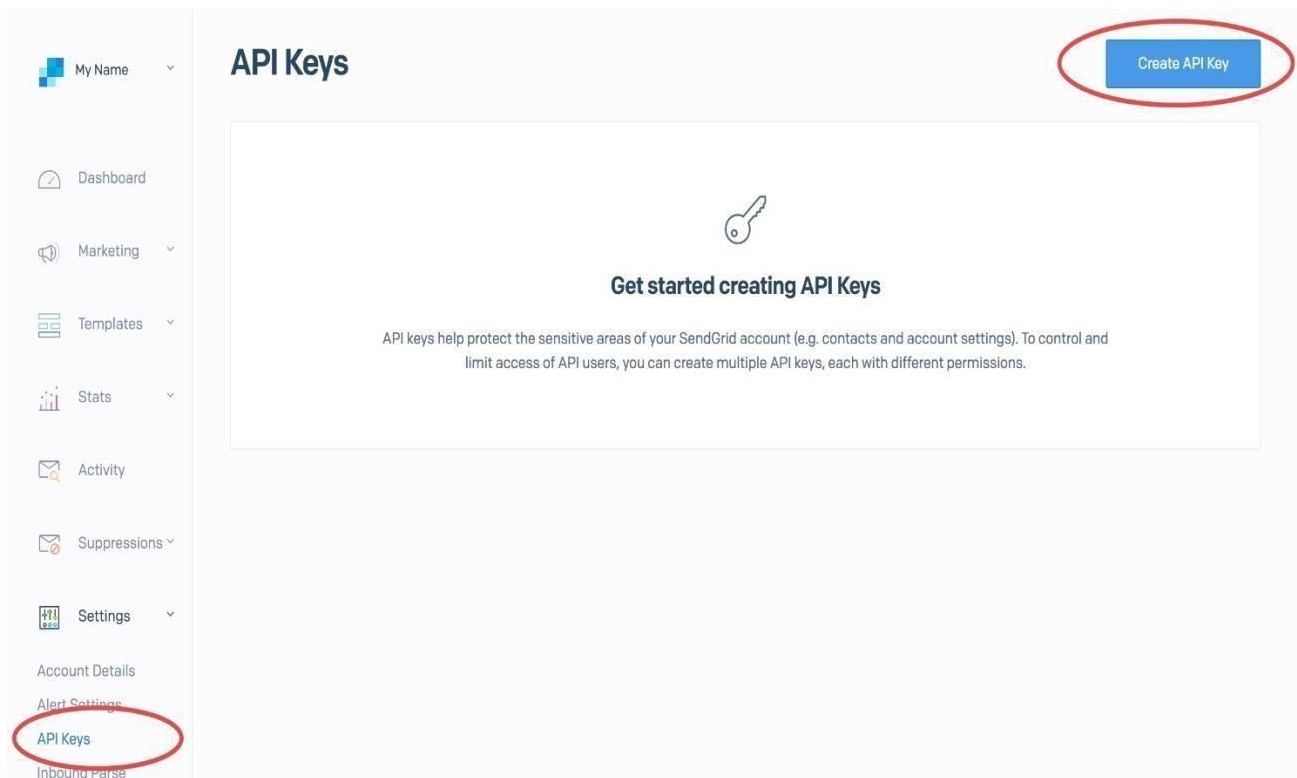 My Name
API Keys
Create API Key
Dashboard
Marketing
Templates
Stats
Activity
Suppressions
Settings
Account Details
Alert Settings
API Keys
Inbound Parse
Get started creating API Keys
API keys help protect the sensitive areas of your SendGrid account (e.g. contacts and account settings). To control and
limit access of API users, you can create multiple API keys, each with different permissions.